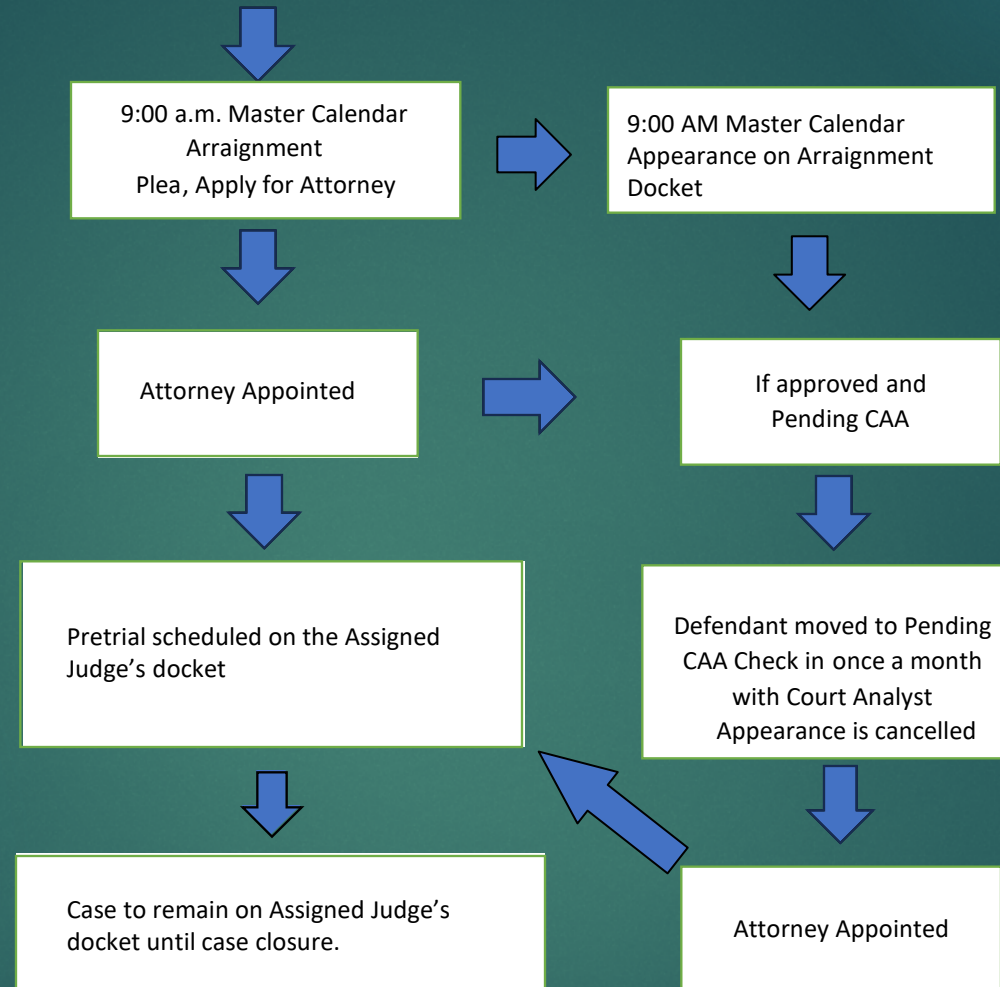 9:00 a.m. Master Calendar
Arraignment
Plea, Apply for Attorney
9:00 AM Master Calendar
Appearance on Arraignment
Docket
Attorney Appointed
If approved and
Pending CAA
Pretrial scheduled on the Assigned
Judge’s docket
Defendant moved to Pending
CAA Check in once a month
with Court Analyst
Appearance is cancelled
Case to remain on Assigned Judge’s
docket until case closure.
Attorney Appointed